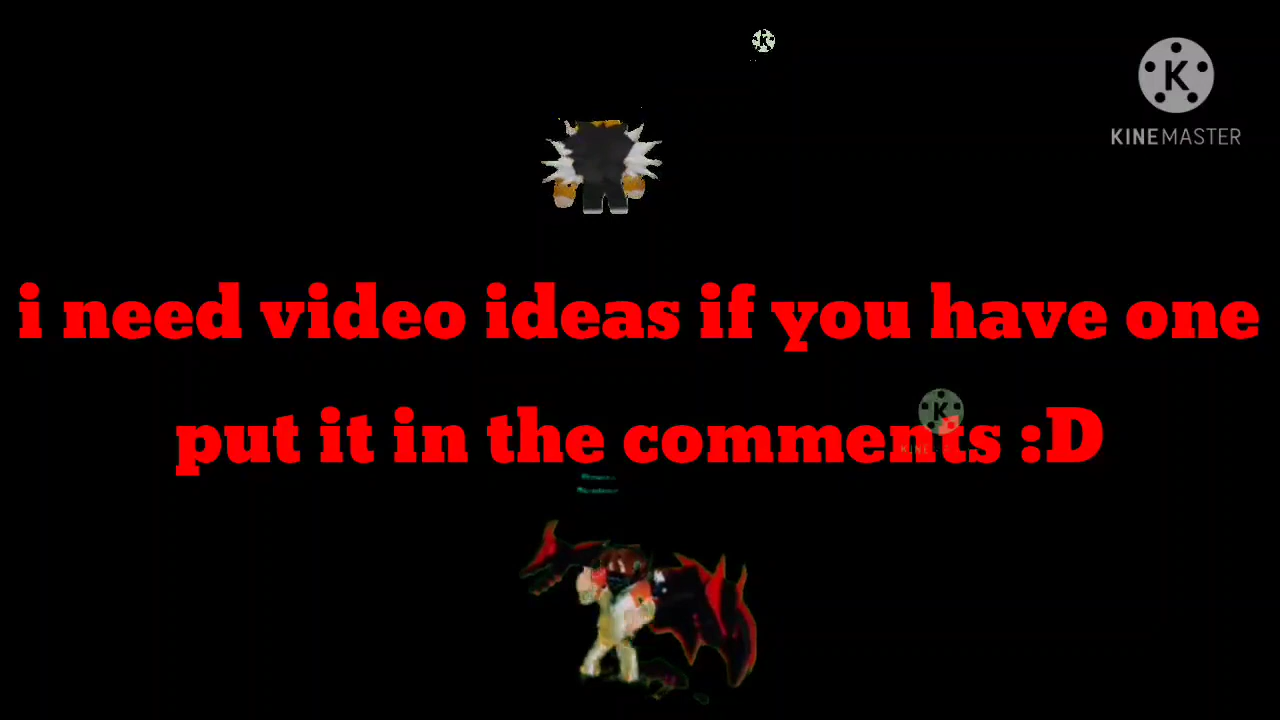 KINEMASTER
i need video ideas if you have one
put it in the comments :D